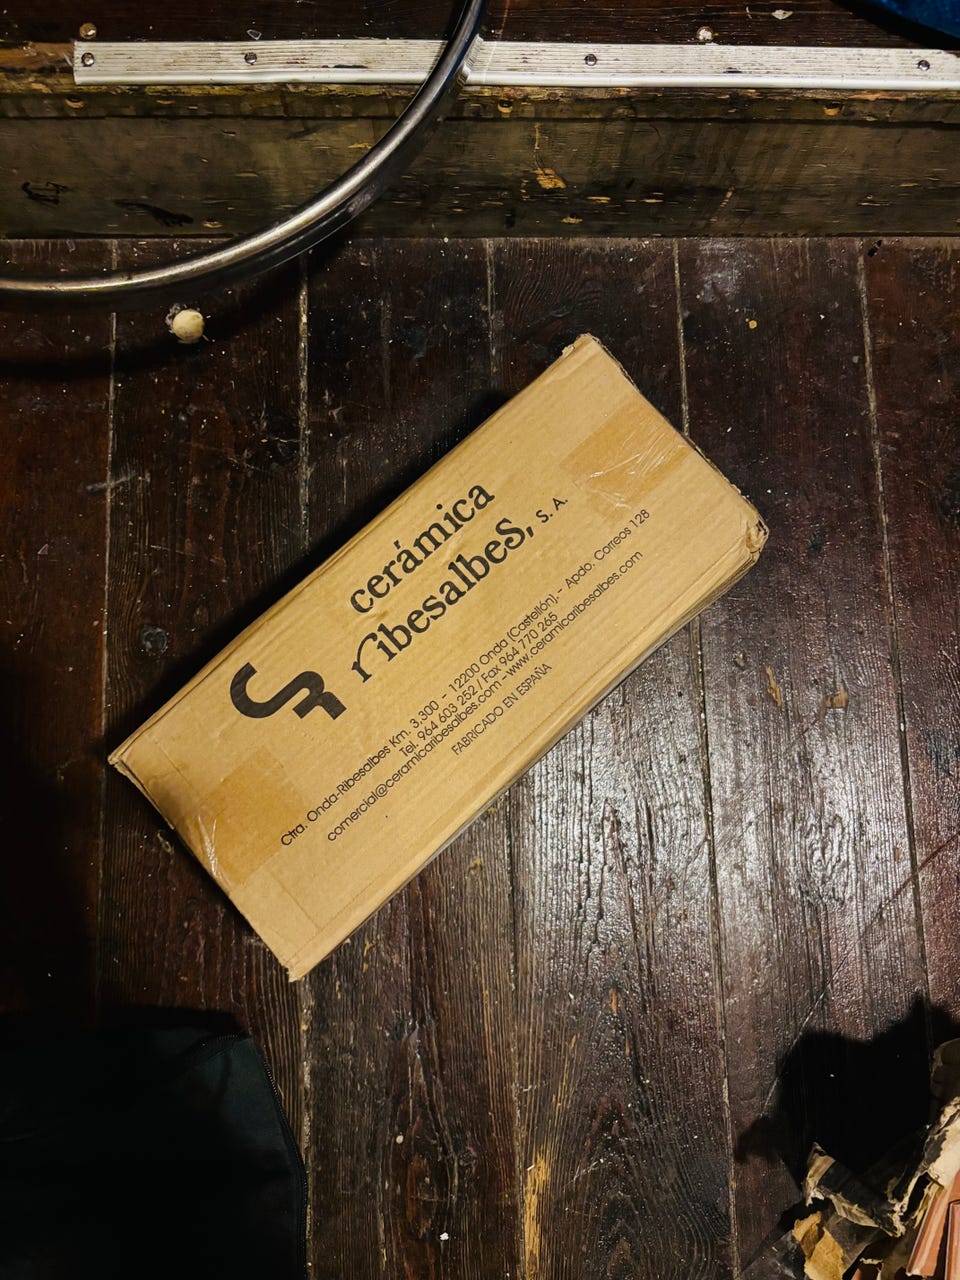 cerámica
ribesalbes, S. A.
Ctra. Onda-Ribesalbes Km. 3,300 - 12200 Onda (Castellón). - Apdo. Correos 128
Tel. 964 603 252 / Fax 964 770 265
comercial@ceramicaribesalbes.com - www.ceramicaribesalbes.com
FABRICADO EN ESPAÑA